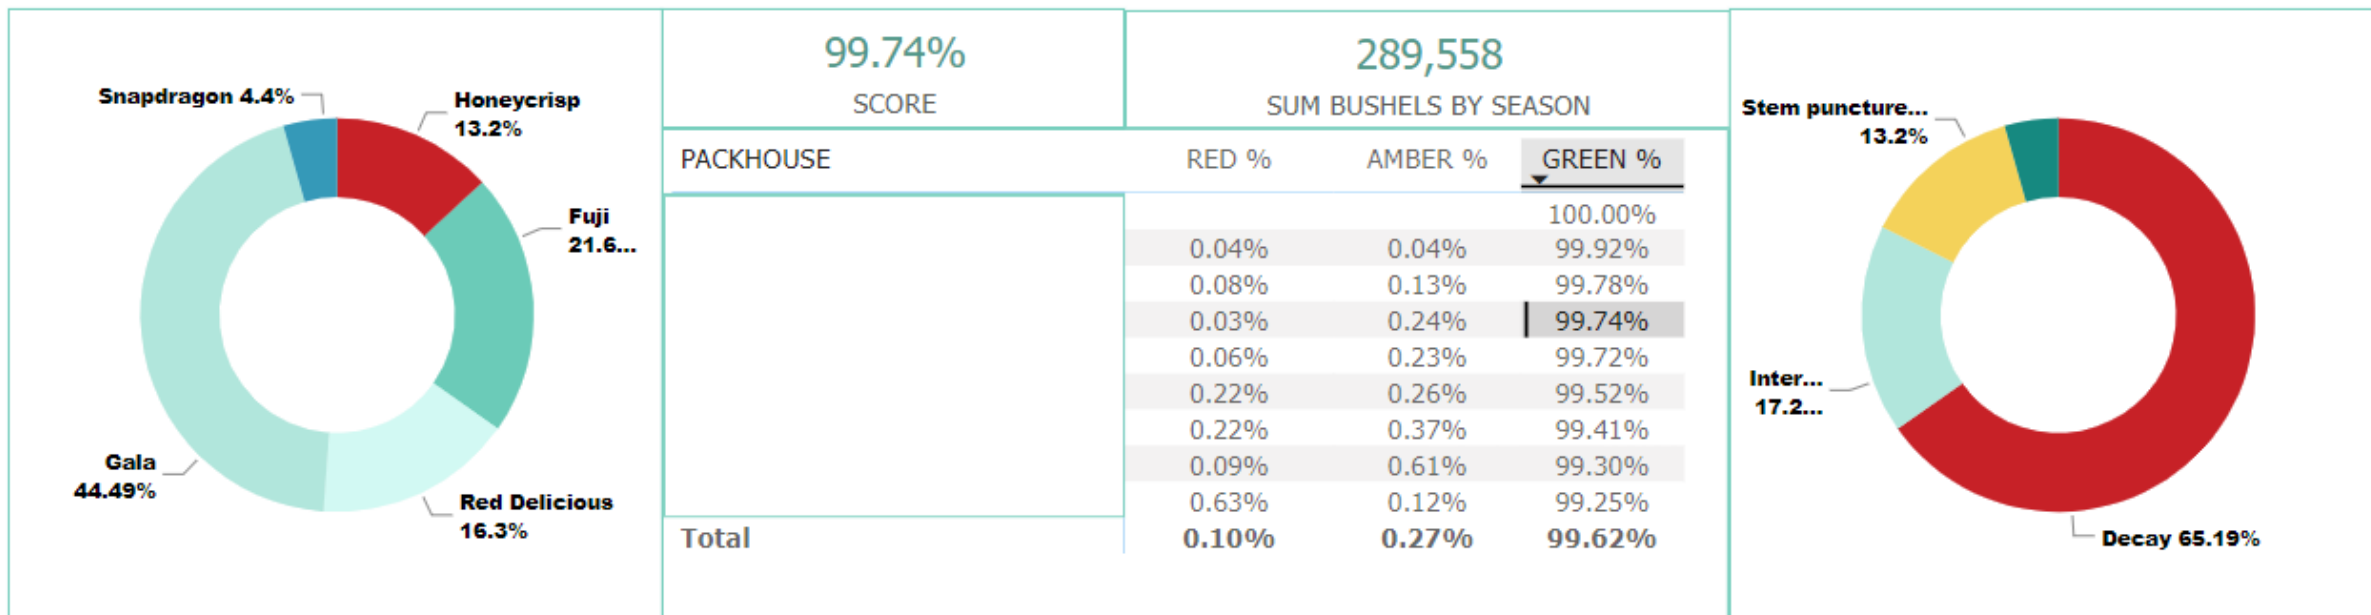 Snapdragon 4.4%
Honeycrisp
13.2%
Fuji
21.6...
Gala
44.49%
Red Delicious
16.3%
99.74%
SCORE
289,558
SUM BUSHELS BY SEASON
PACKHOUSE RED % AMBER % GREEN %
100.00%
0.04% 0.04% 99.92%
0.08% 0.13% 99.78%
0.03% 0.24% 99.74%
0.06% 0.23% 99.72%
0.22% 0.26% 99.52%
0.22% 0.37% 99.41%
0.09% 0.61% 99.30%
0.63% 0.12% 99.25%
Total 0.10% 0.27% 99.62%
Stem puncture...
13.2%
Inter...
17.2...
Decay 65.19%